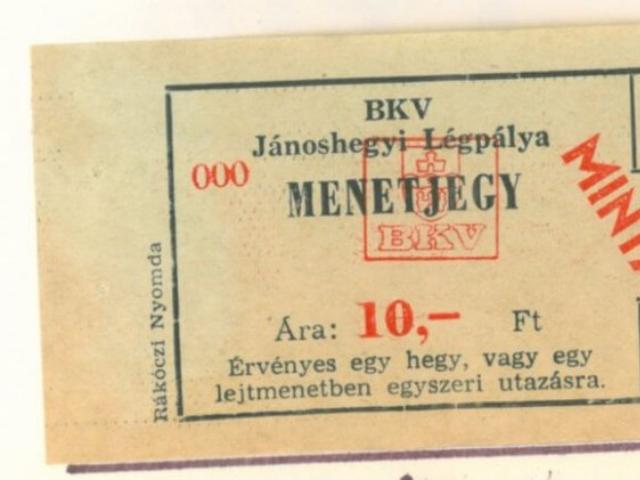 BKV
Jánoshegyi Légpálya
000
MENETJEGY
BKV
Ára: 10,- Ft
Érvényes egy hegy, vagy egy
lejtmenetben egyszeri utazásra.
Rákóczi Nyomda